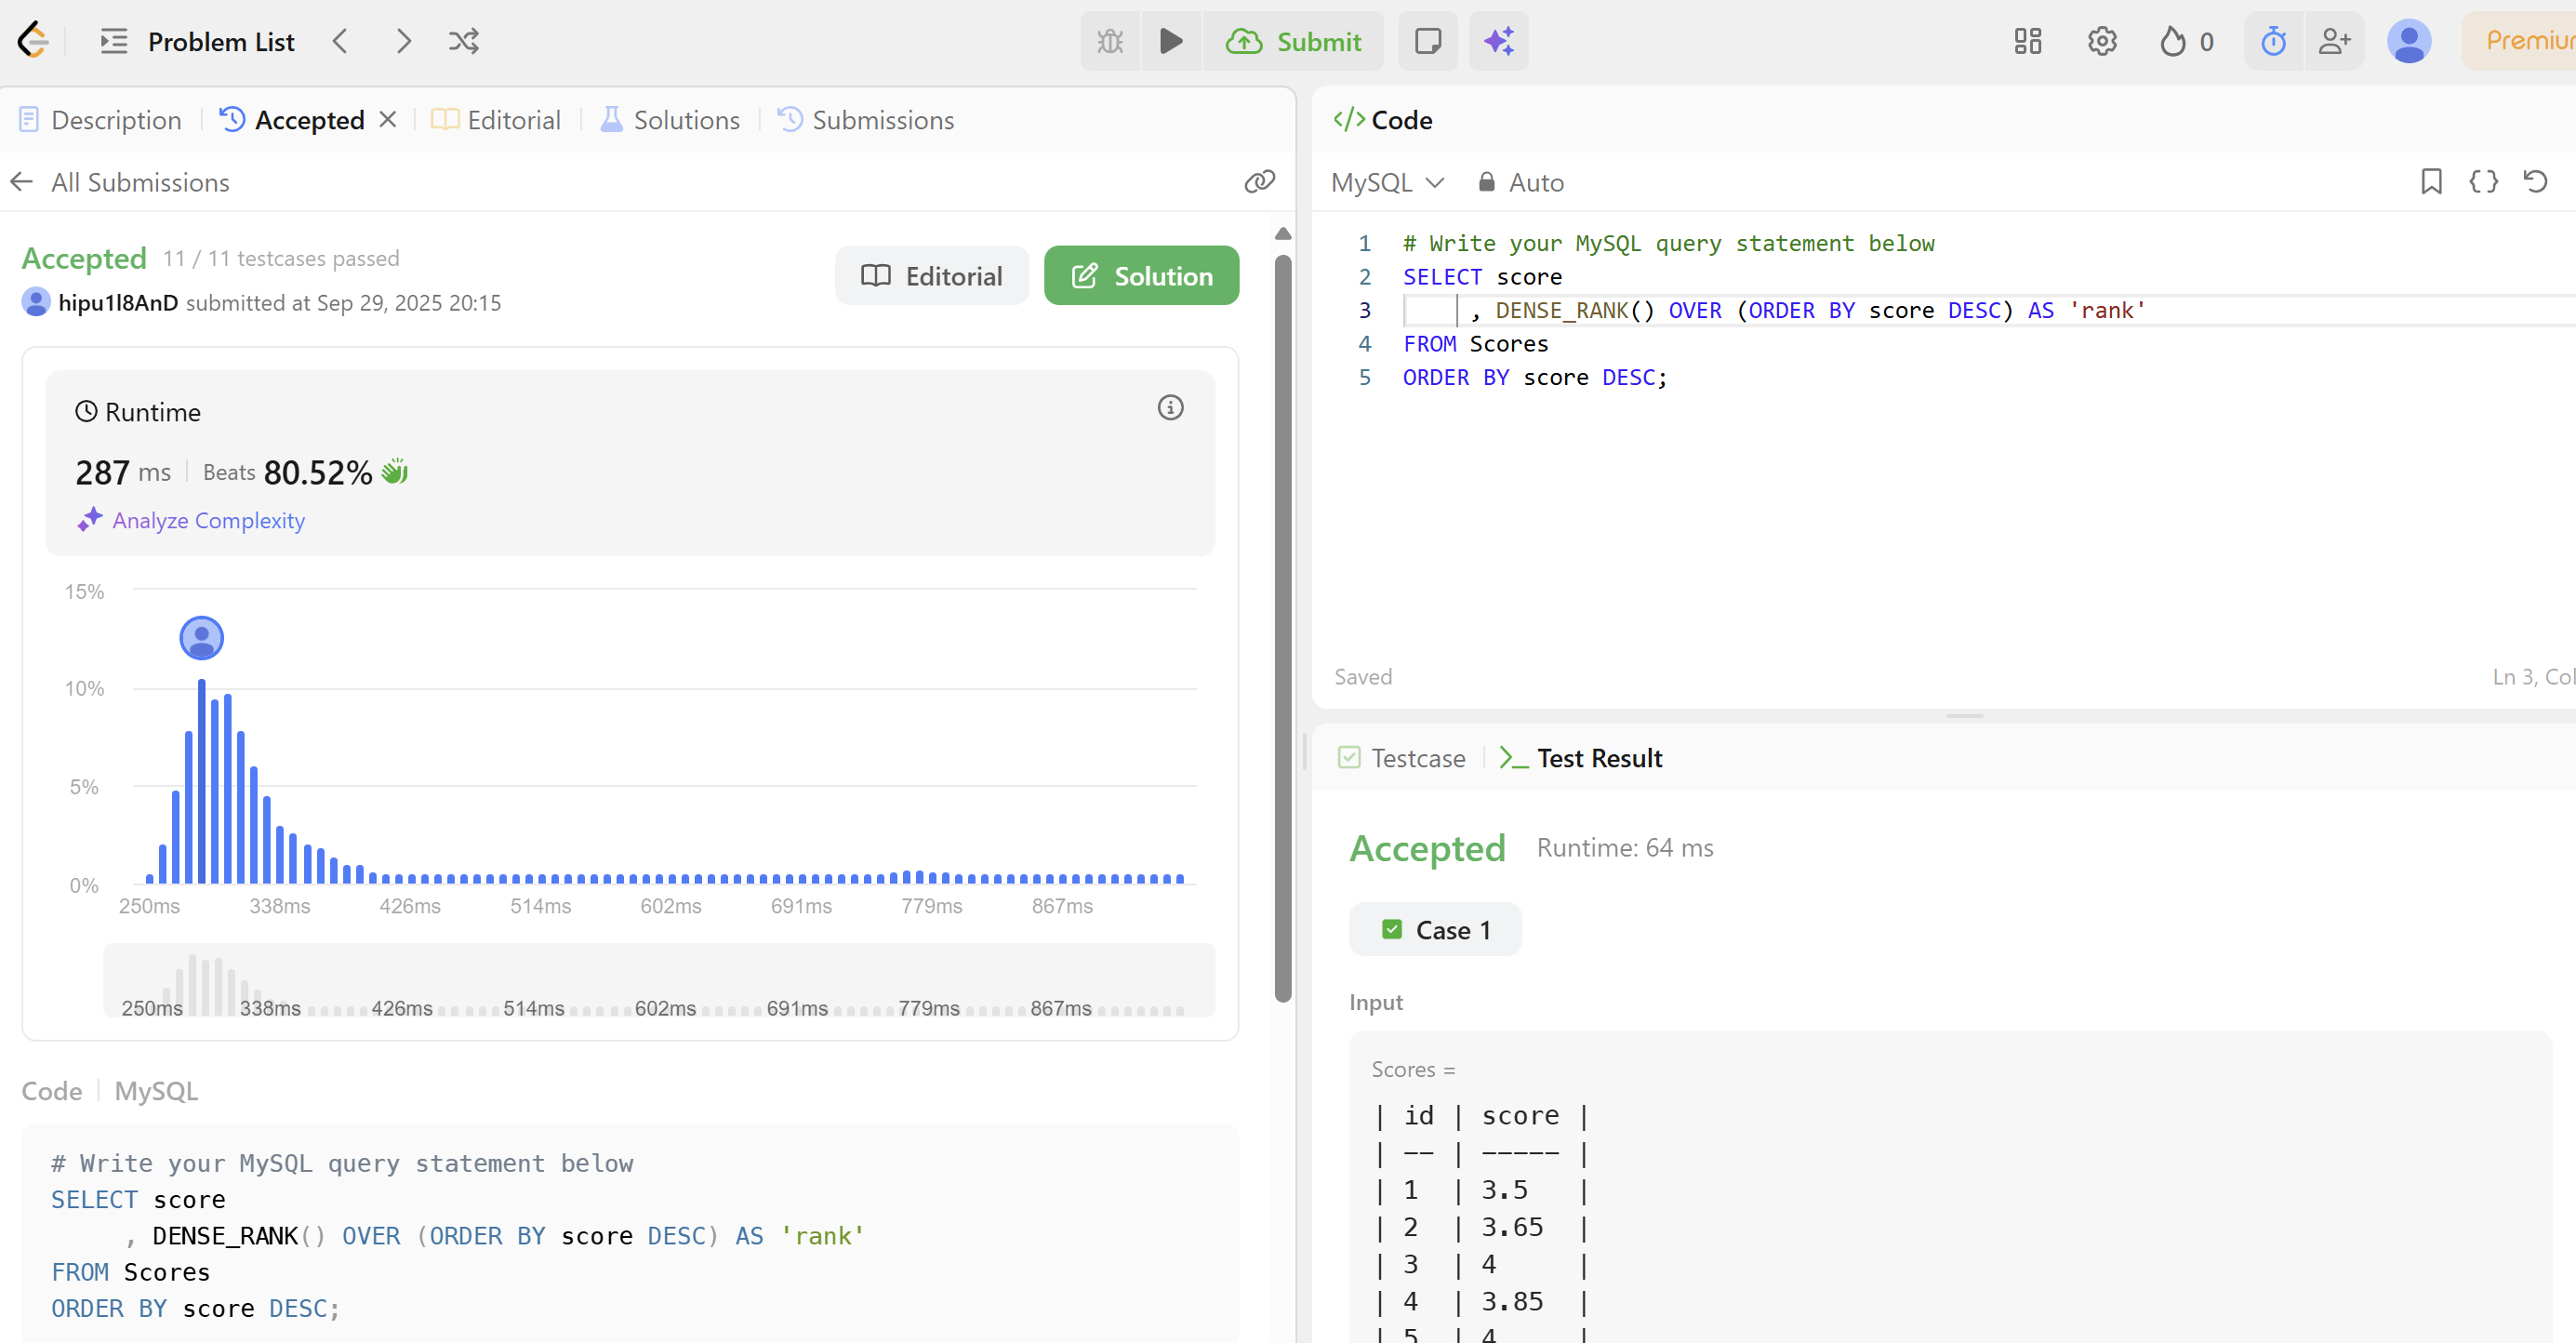 Problem List
Submit
0
Premiu
Description
Accepted
Editorial
Solutions
Submissions
All Submissions
Accepted 11 / 11 testcases passed
hipu1l8AnD submitted at Sep 29, 2025 20:15
Editorial
Solution
Runtime
287 ms Beats 80.52%
Analyze Complexity
15%
10%
5%
0%
250ms 338ms 426ms 514ms 602ms 691ms 779ms 867ms
250ms 338ms 426ms 514ms 602ms 691ms 779ms 867ms
Code MySQL
# Write your MySQL query statement below
SELECT score
, DENSE_RANK() OVER (ORDER BY score DESC) AS 'rank'
FROM Scores
ORDER BY score DESC;
</> Code
MySQL Auto
1 # Write your MySQL query statement below
2 SELECT score
3 , DENSE_RANK() OVER (ORDER BY score DESC) AS 'rank'
4 FROM Scores
5 ORDER BY score DESC;
Saved
Ln 3, Col
Testcase
>_ Test Result
Accepted Runtime: 64 ms
Case 1
Input
Scores =
| id | score |
| -- | ----- |
| 1 | 3.5 |
| 2 | 3.65 |
| 3 | 4 |
| 4 | 3.85 |
| 5 | 4 |